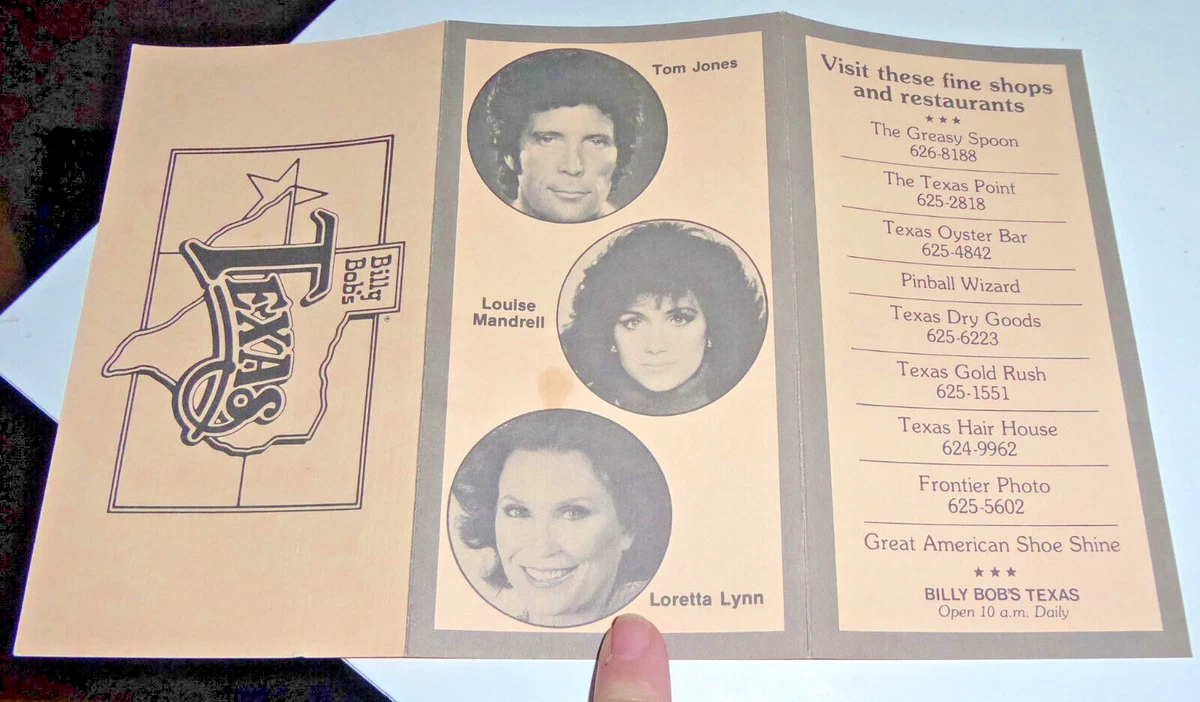 Billy
Bob's
TEXAS
®
Tom Jones
Louise
Mandrell
Loretta Lynn
Visit these fine shops
and restaurants
★★★
The Greasy Spoon
626-8188
The Texas Point
625-2818
Texas Oyster Bar
625-4842
Pinball Wizard
Texas Dry Goods
625-6223
Texas Gold Rush
625-1551
Texas Hair House
624-9962
Frontier Photo
625-5602
Great American Shoe Shine
★★★
BILLY BOB'S TEXAS
Open 10 a.m. Daily